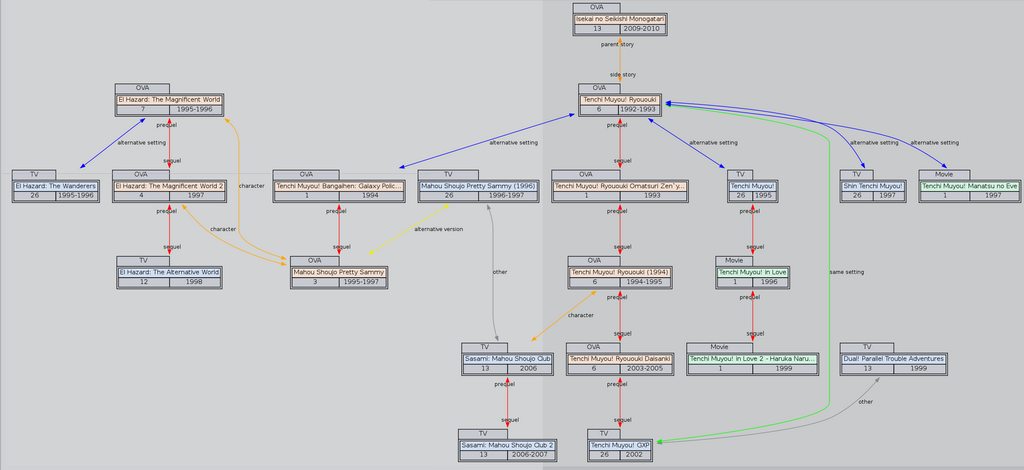 OVA
Isekai no Seikishi Monogatari
13 2009-2010
parent story
side story
OVA
El Hazard: The Magnificent World
7 1995-1996
OVA
Tenchi Muyou! Ryououki
6 1992-1993
prequel
prequel
alternative setting
alternative setting
alternative setting
alternative setting
alternative setting
sequel
sequel
TV
El Hazard: The Wanderers
26 1995-1996
OVA
El Hazard: The Magnificent World 2
4 1997
character
OVA
Tenchi Muyou! Bangaihen: Galaxy Polic...
1 1994
TV
Mahou Shoujo Pretty Sammy (1996)
26 1996-1997
OVA
Tenchi Muyou! Ryououki Omatsuri Zen`y...
1 1993
TV
Tenchi Muyou!
26 1995
TV
Shin Tenchi Muyou!
26 1997
Movie
Tenchi Muyou! Manatsu no Eve
1 1997
prequel
prequel
prequel
prequel
character
alternative version
sequel
sequel
sequel
sequel
TV
El Hazard: The Alternative World
12 1998
OVA
Mahou Shoujo Pretty Sammy
3 1995-1997
other
OVA
Tenchi Muyou! Ryououki (1994)
6 1994-1995
Movie
Tenchi Muyou! in Love
1 1996
same setting
prequel
prequel
character
sequel
sequel
TV
Sasami: Mahou Shoujo Club
13 2006
OVA
Tenchi Muyou! Ryououki Daisanki
6 2003-2005
Movie
Tenchi Muyou! in Love 2 - Haruka Naru...
1 1999
TV
Dual! Parallel Trouble Adventures
13 1999
prequel
prequel
other
sequel
sequel
TV
Sasami: Mahou Shoujo Club 2
13 2006-2007
TV
Tenchi Muyou! GXP
26 2002